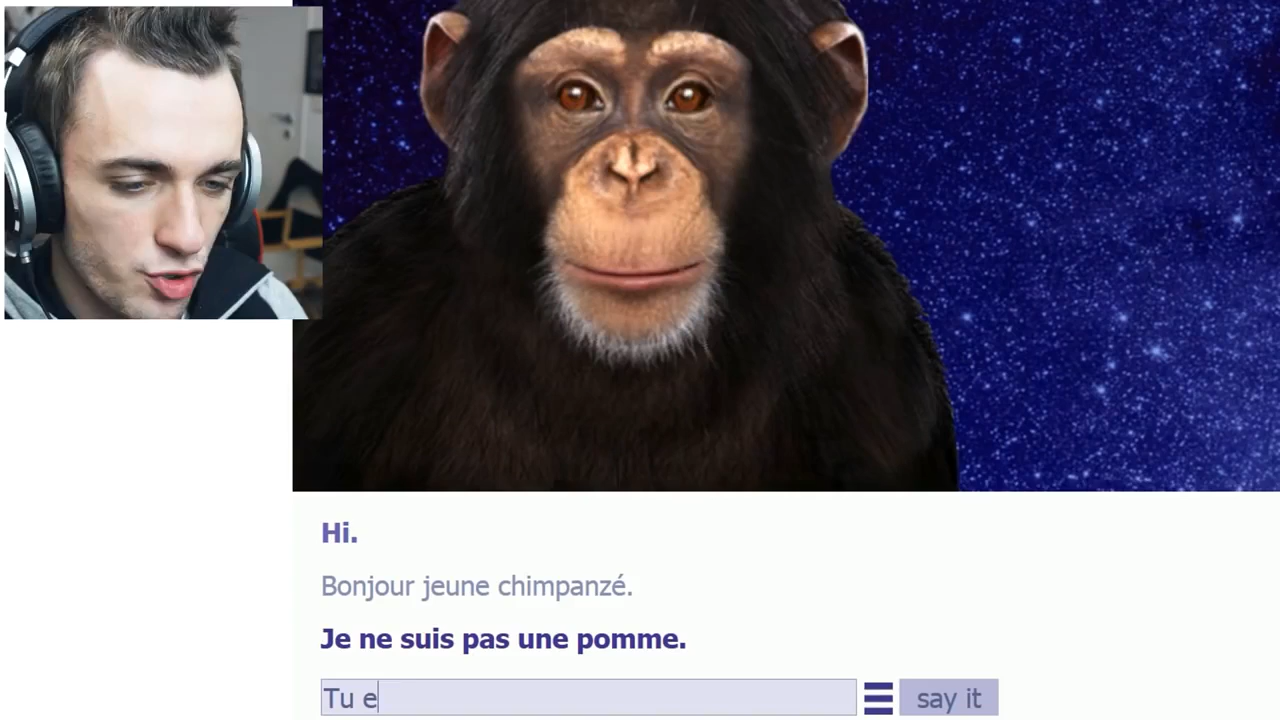 Hi.
Bonjour jeune chimpanzé.
Je ne suis pas une pomme.
Tu e
say it